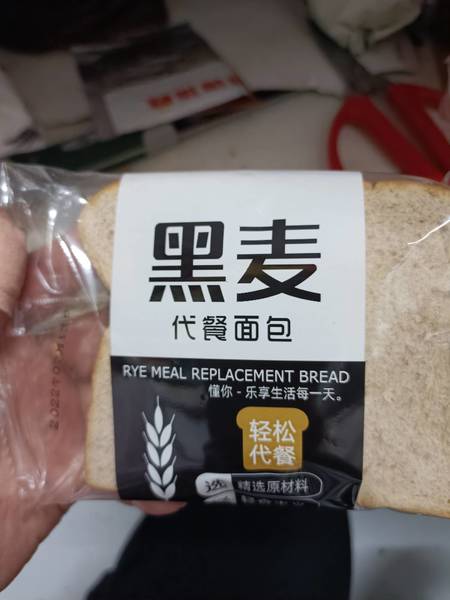 黑麦
代餐面包
RYE MEAL REPLACEMENT BREAD
懂你 - 乐享生活每一天。
轻松
代餐
选 精选原材料